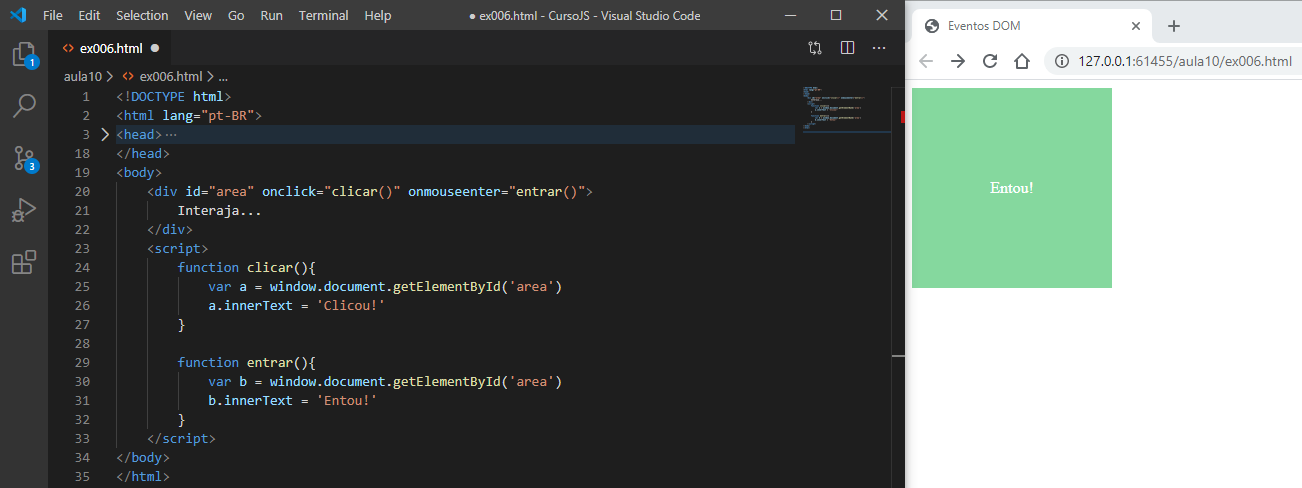 File Edit Selection View Go Run Terminal Help ● ex006.html - CursoJS - Visual Studio Code
ex006.html
aula10 > ex006.html > ...
1 <!DOCTYPE html>
2 <html lang="pt-BR">
3 <head> ...
18 </head>
19 <body>
20 <div id="area" onclick="clicar()" onmouseenter="entrar()">
21 Interaja...
22 </div>
23 <script>
24 function clicar(){
25 var a = window.document.getElementById('area')
26 a.innerText = 'Clicou!'
27 }
28
29 function entrar(){
30 var b = window.document.getElementById('area')
31 b.innerText = 'Entou!'
32 }
33 </script>
34 </body>
35 </html>
1
3
Eventos DOM
127.0.0.1:61455/aula10/ex006.html
Entou!